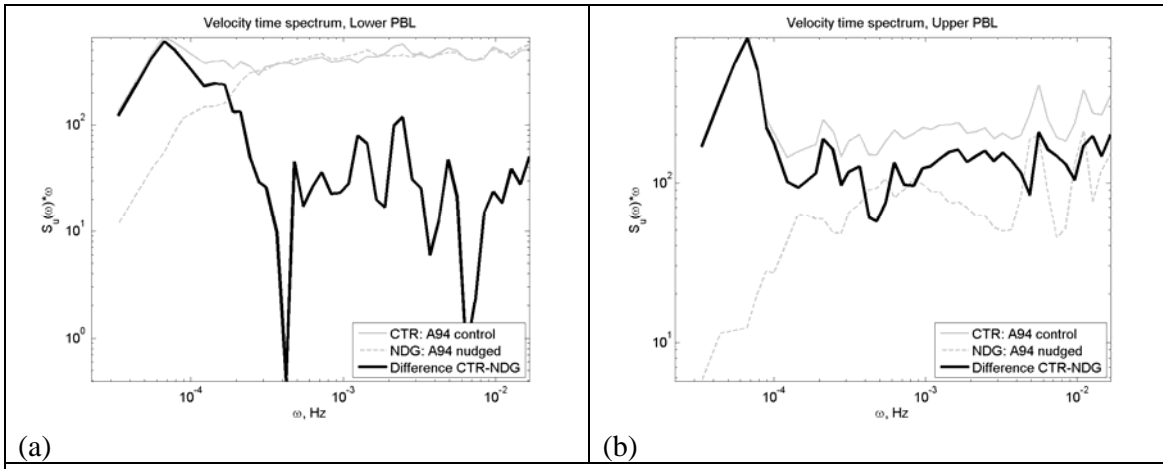 Velocity time spectrum, Lower PBL
S_u(ω)*ω
10^2
10^1
10^0
10^-4
10^-3
10^-2
ω, Hz
CTR: A94 control
NDG: A94 nudged
Difference CTR-NDG
(a)
Velocity time spectrum, Upper PBL
S_u(ω)*ω
10^2
10^1
10^-4
10^-3
10^-2
ω, Hz
CTR: A94 control
NDG: A94 nudged
Difference CTR-NDG
(b)